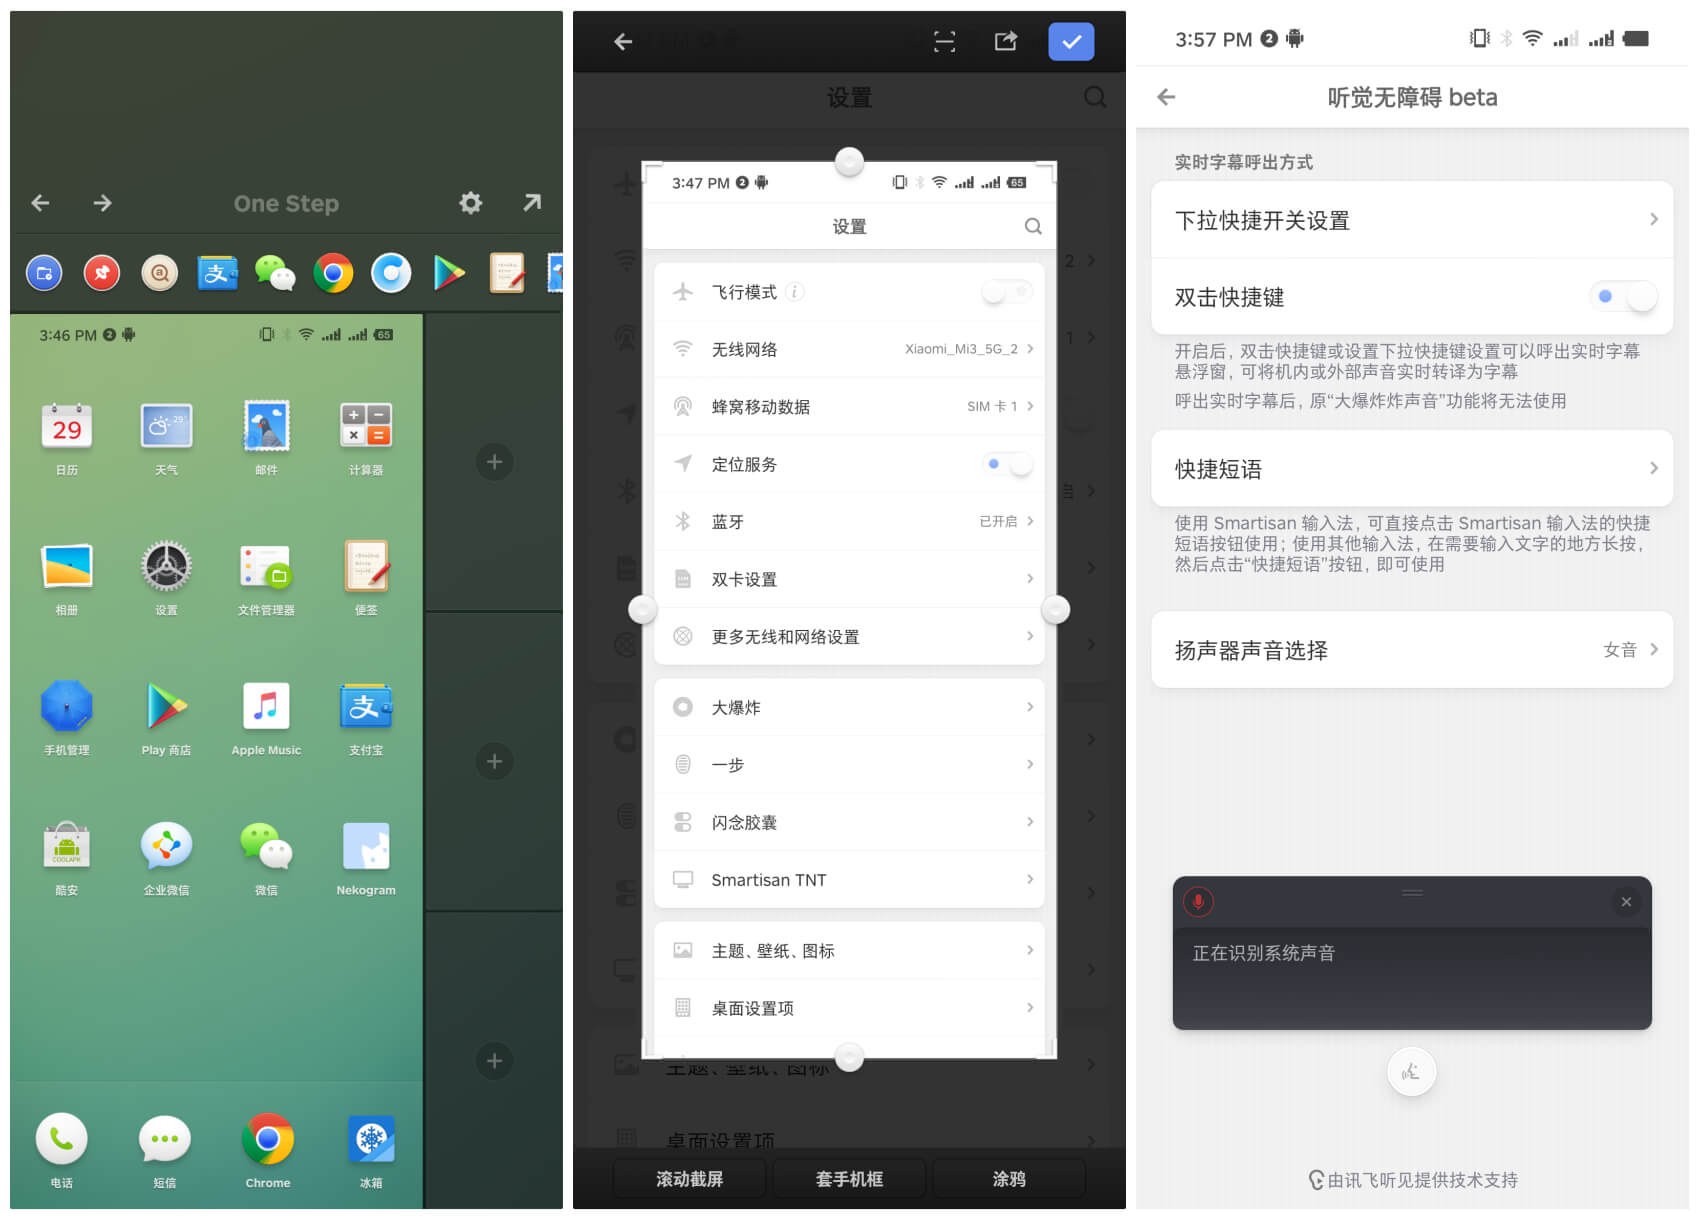 One Step
3:46 PM 2
65
29
29°
日历
天气
邮件
计算器
相册
设置
文件管理器
便签
手机管理
Play 商店
Apple Music
支付宝
COOLAPK
酷安
企业微信
微信
Nekogram
电话
短信
Chrome
冰箱
设置
3:47 PM 2
65
设置
飞行模式
无线网络
Xiaomi_Mi3_5G_2
蜂窝移动数据
SIM 卡 1
定位服务
蓝牙
已开启
双卡设置
更多无线和网络设置
大爆炸
一步
闪念胶囊
Smartisan TNT
主题、壁纸、图标
桌面设置项
主题、壁纸、图标
桌面设置项
滚动截屏
套手机框
涂鸦
3:57 PM 2
听觉无障碍 beta
实时字幕呼出方式
下拉快捷开关设置
双击快捷键
开启后，双击快捷键或设置下拉快捷键设置可以呼出实时字幕
悬浮窗，可将机内或外部声音实时转译为字幕
呼出实时字幕后，原“大爆炸炸声音”功能将无法使用
快捷短语
使用 Smartisan 输入法，可直接点击 Smartisan 输入法的快捷
短语按钮使用；使用其他输入法，在需要输入文字的地方长按，
然后点击“快捷短语”按钮，即可使用
扬声器声音选择
女音
正在识别系统声音
由讯飞听见提供技术支持